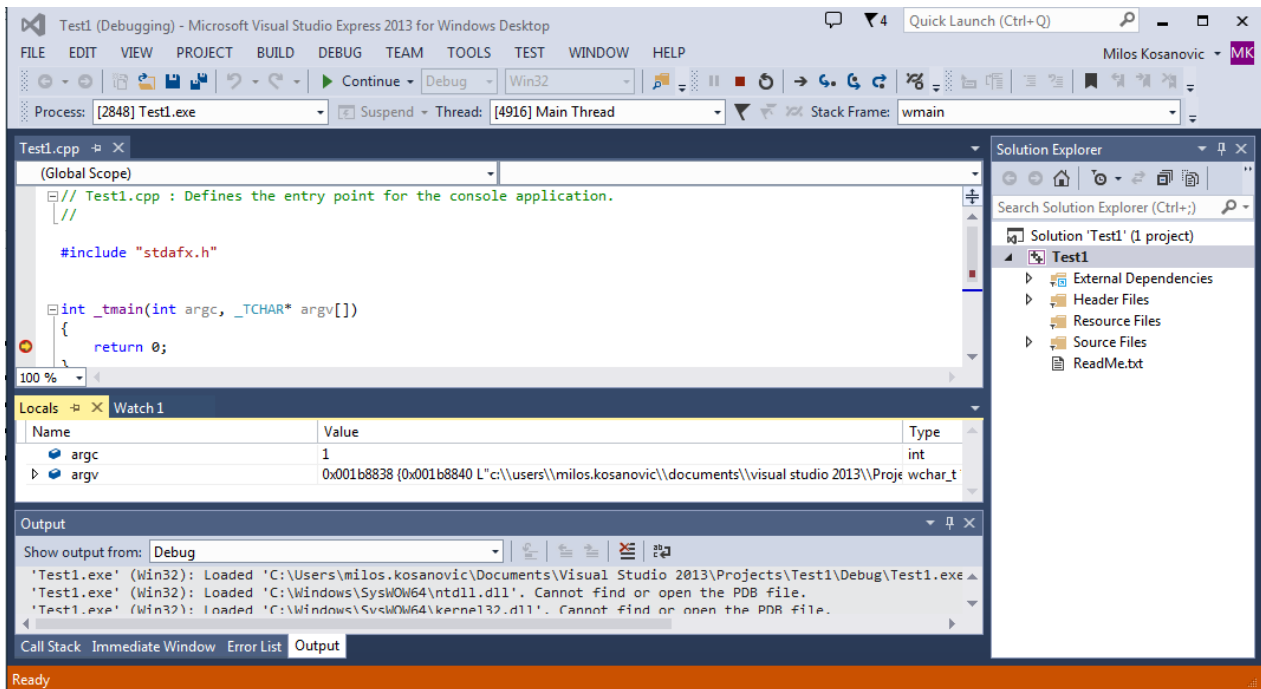 Test1 (Debugging) - Microsoft Visual Studio Express 2013 for Windows Desktop 4 Quick Launch (Ctrl+Q)
FILE EDIT VIEW PROJECT BUILD DEBUG TEAM TOOLS TEST WINDOW HELP Milos Kosanovic MK
Continue Debug Win32
Process: [2848] Test1.exe Suspend Thread: [4916] Main Thread Stack Frame: wmain
Test1.cpp
(Global Scope)
// Test1.cpp : Defines the entry point for the console application.
//
#include "stdafx.h"
int _tmain(int argc, _TCHAR* argv[])
{
return 0;
}
100 %
Locals Watch 1
Name Value Type
argc 1 int
argv 0x001b8838 {0x001b8840 L"c:\\users\\milos.kosanovic\\documents\\visual studio 2013\\Proje wchar_t
Output
Show output from: Debug
'Test1.exe' (Win32): Loaded 'C:\Users\milos.kosanovic\Documents\Visual Studio 2013\Projects\Test1\Debug\Test1.exe
'Test1.exe' (Win32): Loaded 'C:\Windows\SysWOW64\ntdll.dll'. Cannot find or open the PDB file.
'Test1.exe' (Win32): Loaded 'C:\Windows\SysWOW64\kernel32.dll'. Cannot find or open the PDB file.
Call Stack Immediate Window Error List Output
Ready
Solution Explorer
Search Solution Explorer (Ctrl+;)
Solution 'Test1' (1 project)
Test1
External Dependencies
Header Files
Resource Files
Source Files
ReadMe.txt